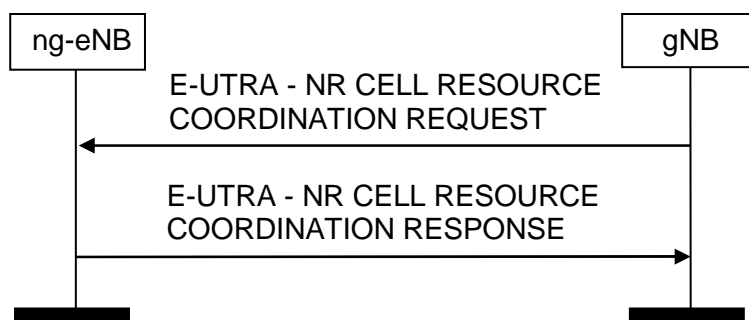 ng-eNB
gNB
E-UTRA - NR CELL RESOURCE
COORDINATION REQUEST
E-UTRA - NR CELL RESOURCE
COORDINATION RESPONSE